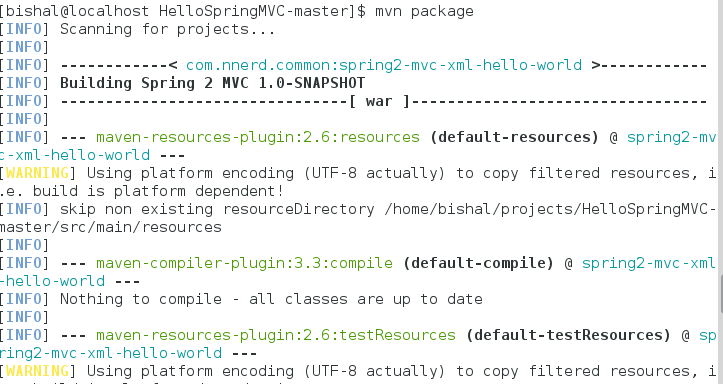 [bishal@localhost HelloSpringMVC-master]$ mvn package
[INFO] Scanning for projects...
[INFO]
[INFO] ------------< com.nnerd.common:spring2-mvc-xml-hello-world >------------
[INFO] Building Spring 2 MVC 1.0-SNAPSHOT
[INFO] --------------------------------[ war ]---------------------------------
[INFO]
[INFO] --- maven-resources-plugin:2.6:resources (default-resources) @ spring2-mv
c-xml-hello-world ---
[WARNING] Using platform encoding (UTF-8 actually) to copy filtered resources, i
.e. build is platform dependent!
[INFO] skip non existing resourceDirectory /home/bishal/projects/HelloSpringMVC-
master/src/main/resources
[INFO]
[INFO] --- maven-compiler-plugin:3.3:compile (default-compile) @ spring2-mvc-xml
-hello-world ---
[INFO] Nothing to compile - all classes are up to date
[INFO]
[INFO] --- maven-resources-plugin:2.6:testResources (default-testResources) @ sp
ring2-mvc-xml-hello-world ---
[WARNING] Using platform encoding (UTF-8 actually) to copy filtered resources, i